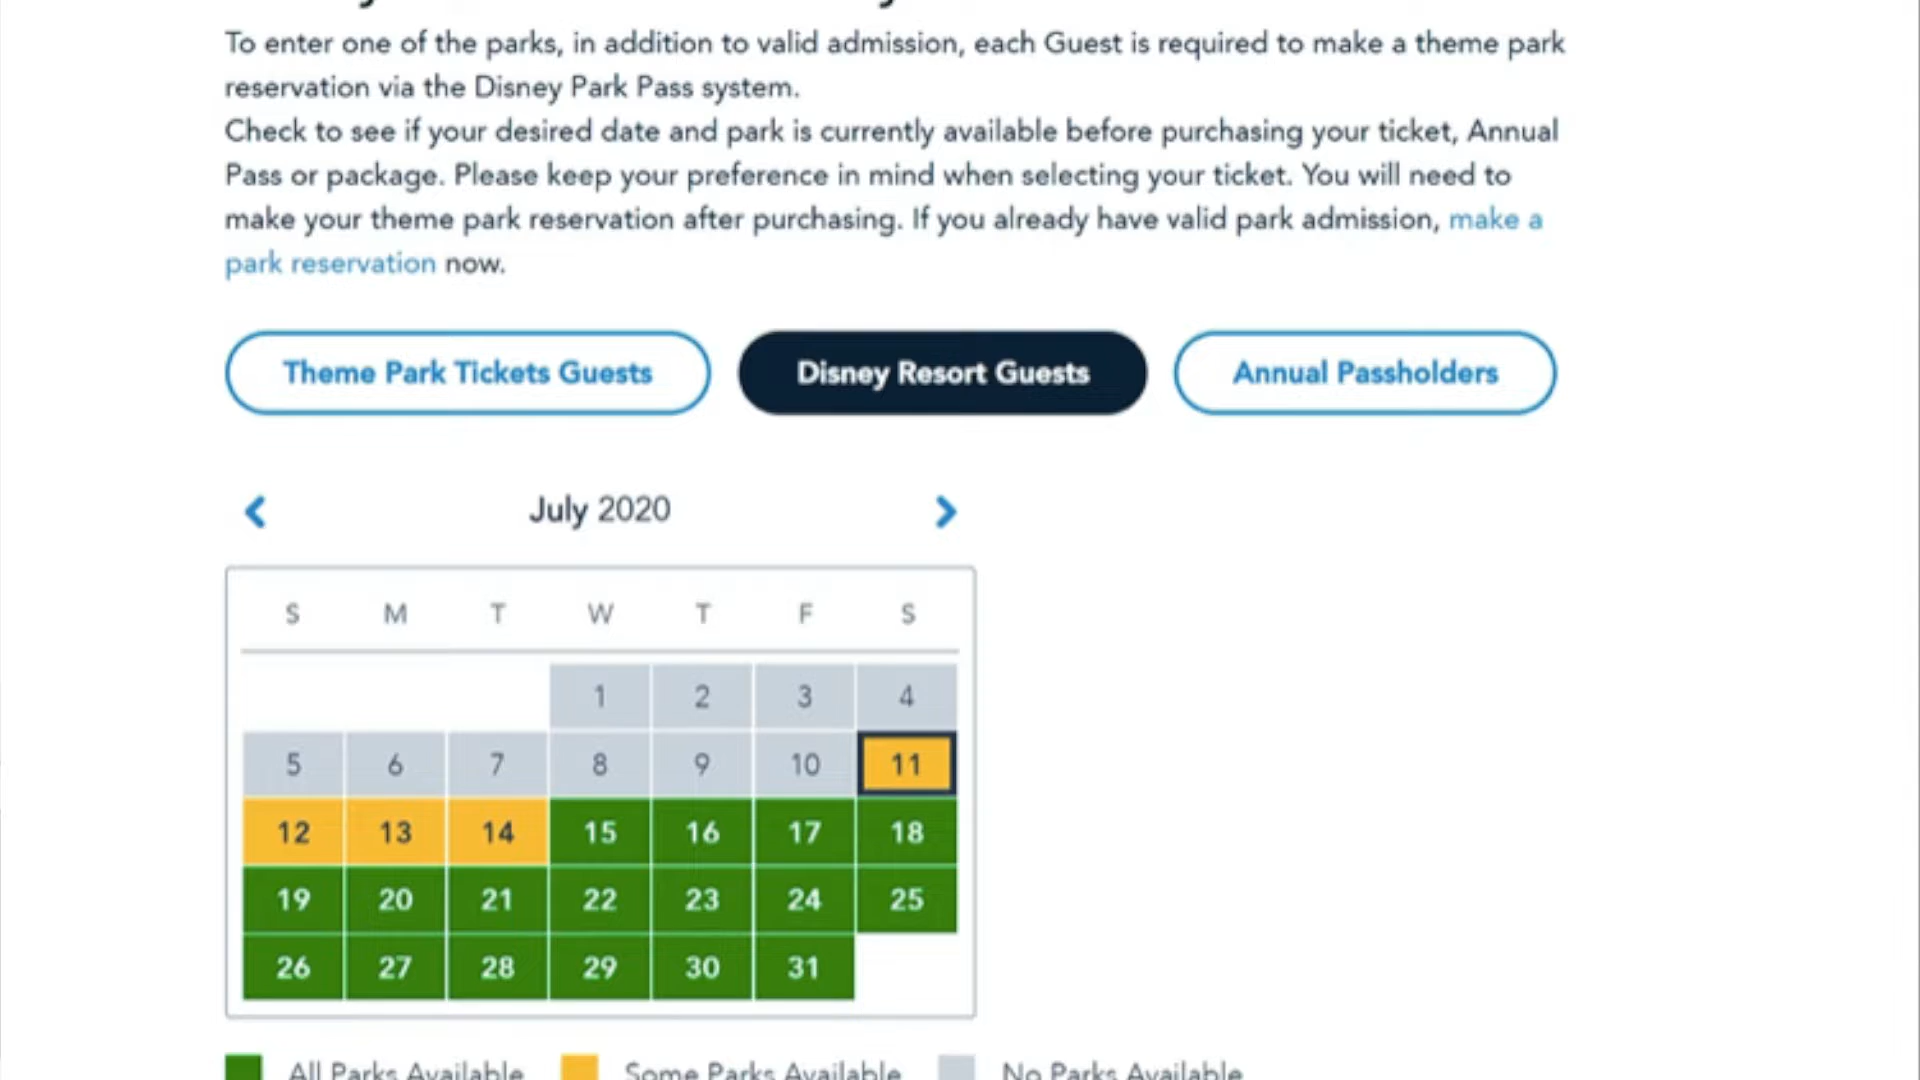 To enter one of the parks, in addition to valid admission, each Guest is required to make a theme park
reservation via the Disney Park Pass system.
Check to see if your desired date and park is currently available before purchasing your ticket, Annual
Pass or package. Please keep your preference in mind when selecting your ticket. You will need to
make your theme park reservation after purchasing. If you already have valid park admission, make a
park reservation now.
Theme Park Tickets Guests Disney Resort Guests Annual Passholders
July 2020
S M T W T F S
1 2 3 4
5 6 7 8 9 10 11
12 13 14 15 16 17 18
19 20 21 22 23 24 25
26 27 28 29 30 31
All Parks Available Some Parks Available No Parks Available